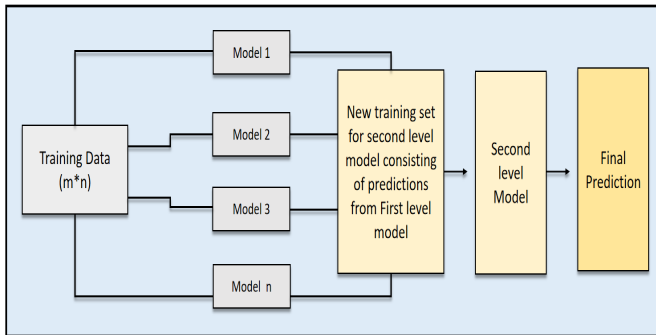 Training Data
(m*n)
Model 1
Model 2
Model 3
Model n
New training set
for second level
model consisting
of predictions
from First level
model
Second
level
Model
Final
Prediction